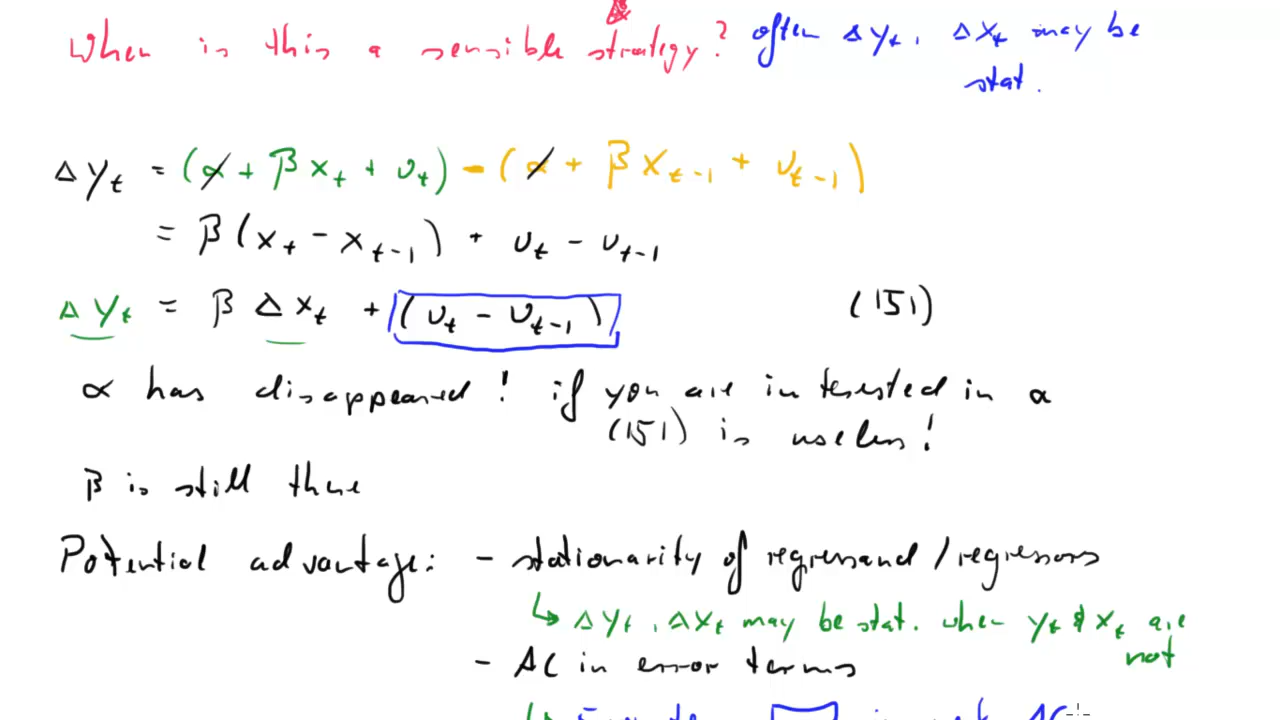 When is this a sensible strategy? often Δyt, Δxt may be
stat.
Δyt = (α + β xt + υt) - (α + β xt-1 + υt-1)
= β(xt - xt-1) + υt - υt-1
Δyt = β Δxt + (υt - υt-1) (151)
α has disappeared! if you are interested in α
(151) is useless!
β is still there
Potential advantage: - stationarity of regressand/regressors
↳ Δyt, Δxt may be stat. when yt & xt are
not
- AC in error terms